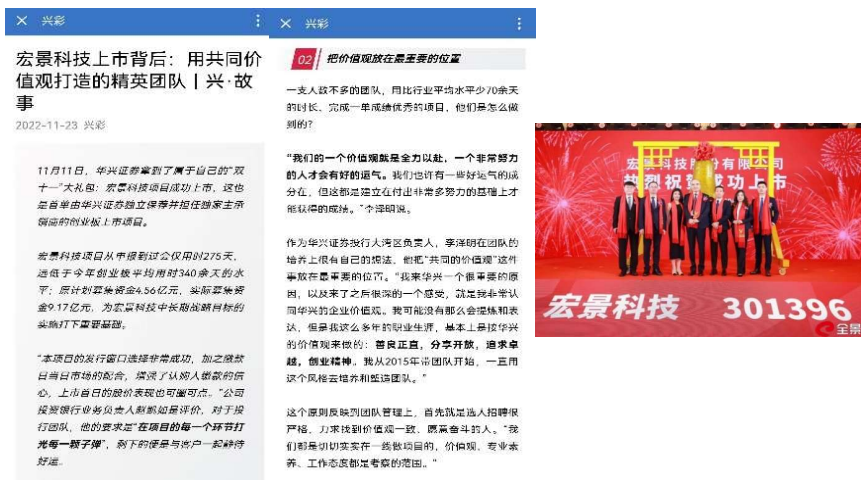 × 兴彩
宏景科技上市背后：用共同价
值观打造的精英团队丨兴·故
事
2022-11-23 兴彩
11月11日，华兴证券拿到了属于自己的“双
十一”大礼包：宏景科技项目成功上市，这也
是首单由华兴证券独立保荐并担任独家主承
销商的创业板上市项目。
宏景科技项目从申报到过会仅用时275天，
远低于今年创业板平均用时340余天的水
平；原计划募集资金4.56亿元，实际募集资
金9.17亿元，为宏景科技中长期战略目标的
实施打下重要基础。
“本项目的发行窗口选择非常成功，加之缴款
日当日市场的配合，增强了认购人缴款的信
心，上市首日的股价表现也可圈可点。”公司
投资银行业务负责人赵鹏如是评价，对于投
行团队，他的要求是“在项目的每一个环节打
光每一颗子弹”，剩下的便是与客户一起静待
好运。
× 兴彩
02 把价值观放在最重要的位置
一支人数不多的团队，用比行业平均水平少70余天
的时长，完成一单成绩优秀的项目，他们是怎么做
到的？
“我们的一个价值观就是全力以赴，一个非常努力
的人才会有好的运气。我们也许有一些好运气的成
分在，但这都是建立在付出非常多努力的基础上才
能获得的成绩。”李泽明说。
作为华兴证券投行大湾区负责人，李泽明在团队的
培养上很有自己的想法，他把“共同的价值观”这件
事放在最重要的位置。“我来华兴一个很重要的原
因，以及来了之后很深的一个感受，就是我非常认
同华兴的企业价值观。我可能没有那么会提炼和表
达，但是我这么多年的职业生涯，基本上是按华兴
的价值观来做的：善良正直，分享开放，追求卓
越，创业精神。我从2015年带团队开始，一直用
这个风格去培养和塑造团队。”
这个原则反映到团队管理上，首先就是选人招聘很
严格，力求找到价值观一致、愿意奋斗的人。“我
们都是切切实实在一线做项目的，价值观、专业素
养、工作态度都是考察的范围。”
宏景科技股份有限公司
热烈祝贺成功上市
宏景科技 301396
全景